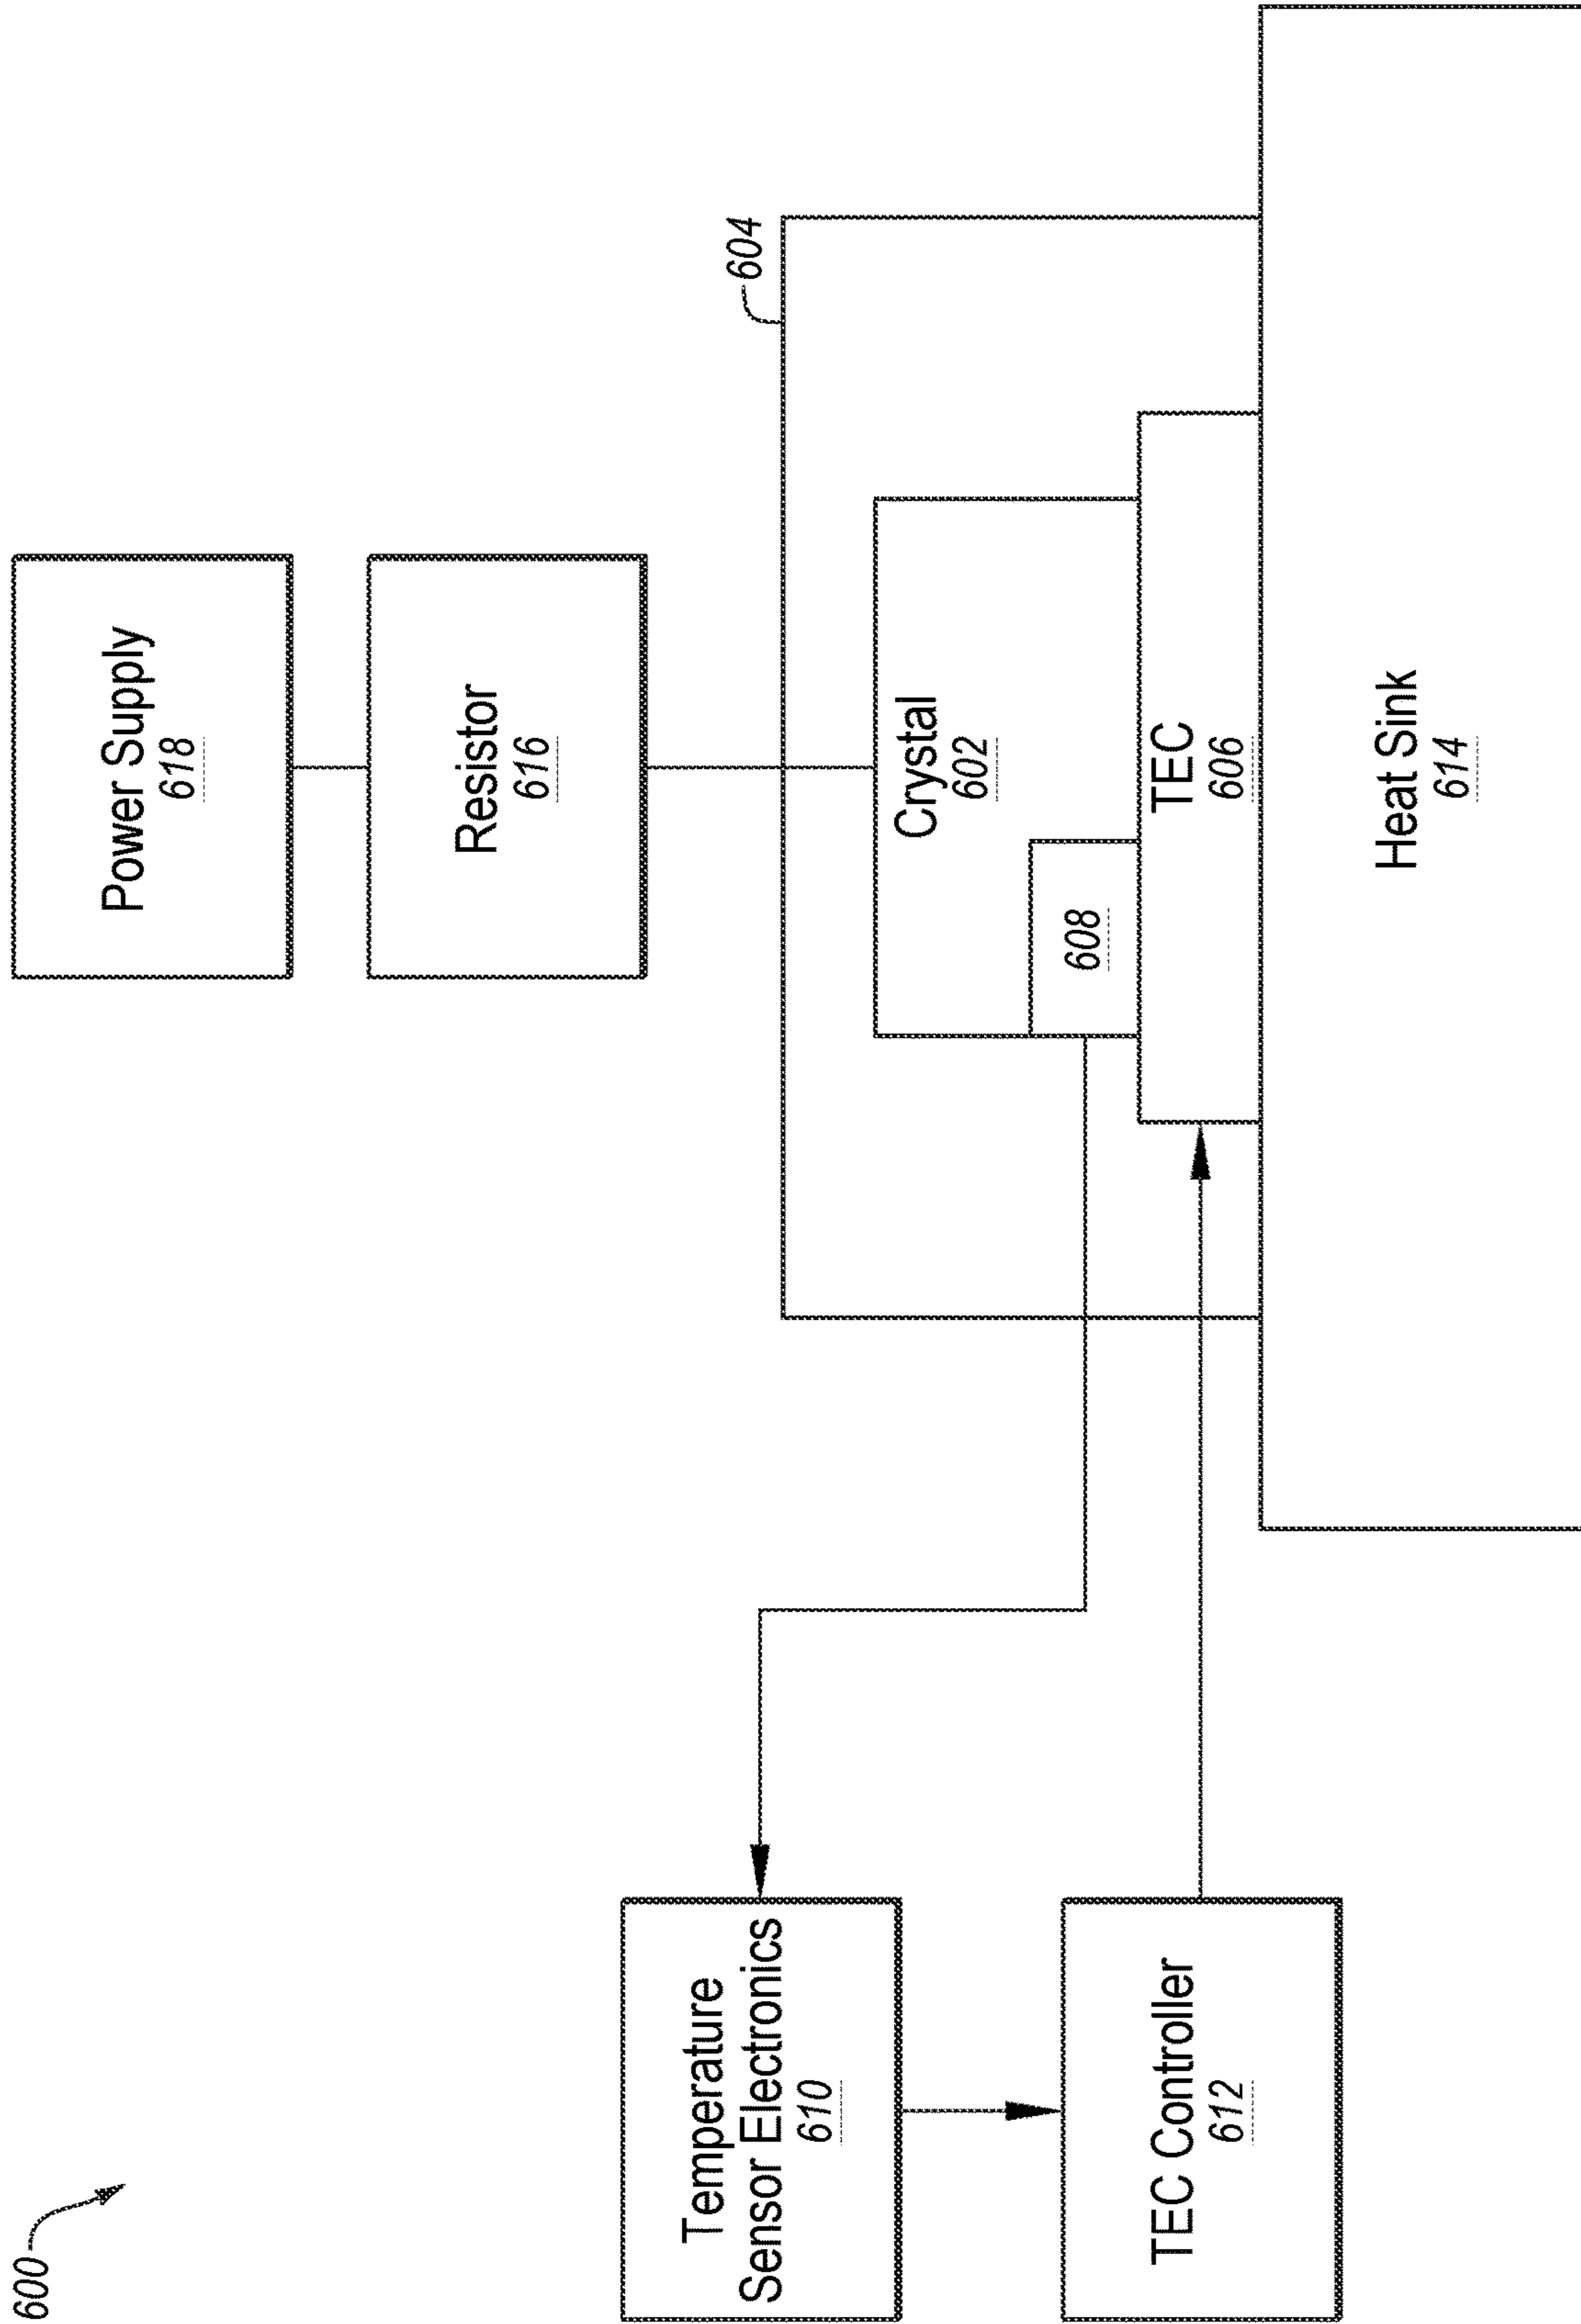 600
Power Supply
618
Resistor
616
604
Crystal
602
608
TEC
606
Temperature
Sensor Electronics
610
TEC Controller
612
Heat Sink
614